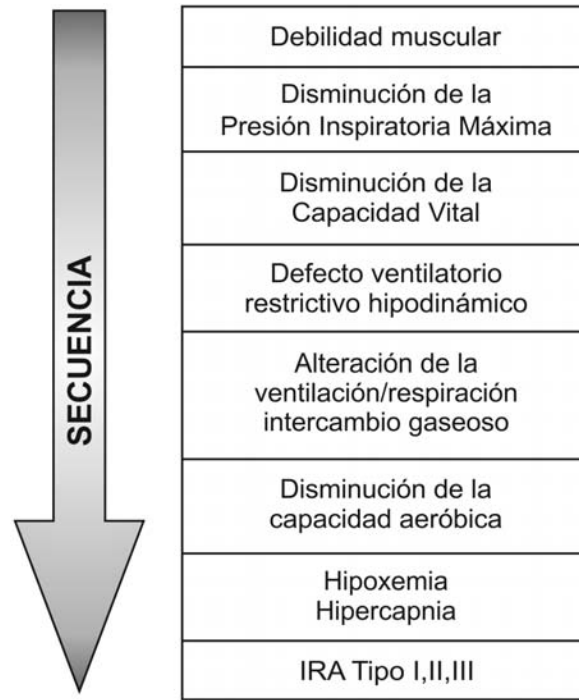 SECUENCIA
Debilidad muscular
Disminución de la
Presión Inspiratoria Máxima
Disminución de la
Capacidad Vital
Defecto ventilatorio
restrictivo hipodinámico
Alteración de la
ventilación/respiración
intercambio gaseoso
Disminución de la
capacidad aeróbica
Hipoxemia
Hipercapnia
IRA Tipo I,II,III